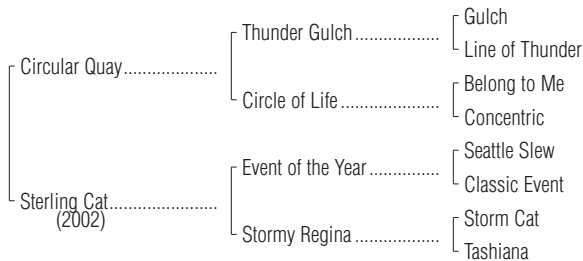 Gulch
Thunder Gulch..................
Line of Thunder
Circular Quay....................
Belong to Me
Circle of Life.....................
Concentric
Seattle Slew
Event of the Year ...............
Classic Event
Sterling Cat.......................
(2002)
Storm Cat
Stormy Regina ..................
Tashiana